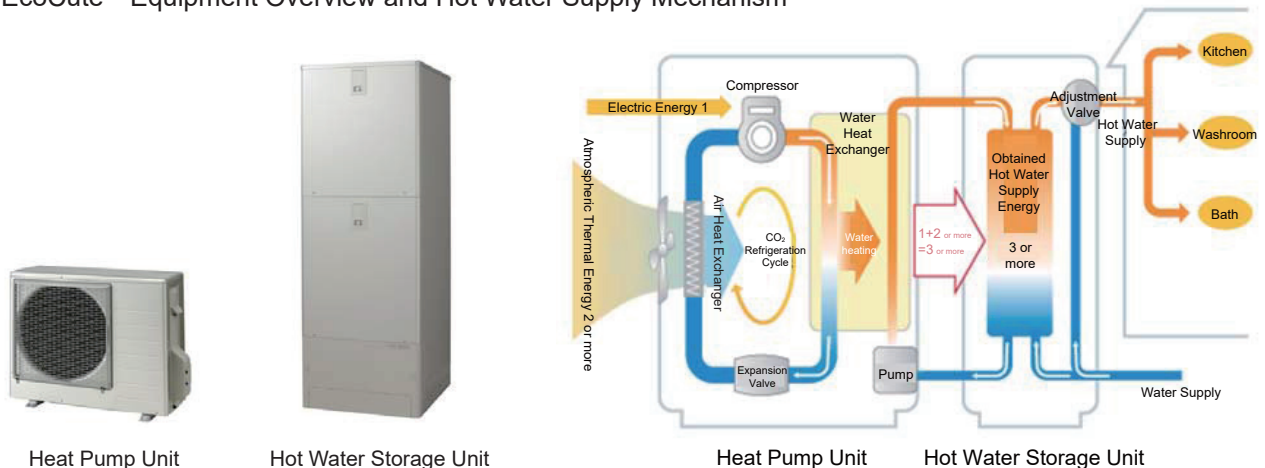 EcoCute Equipment Overview and Hot Water Supply Mechanism
Electric Energy 1
Compressor
Water
Heat
Exchanger
Atmospheric Thermal Energy 2 or more
Air Heat Exchanger
CO₂
Refrigeration
Cycle
Water
heating
Expansion
Valve
Pump
1+2 or more
=3 or more
Obtained
Hot Water
Supply
Energy
3 or
more
Adjustment
Valve
Hot Water
Supply
Kitchen
Washroom
Bath
Water Supply
Heat Pump Unit
Hot Water Storage Unit
Heat Pump Unit
Hot Water Storage Unit